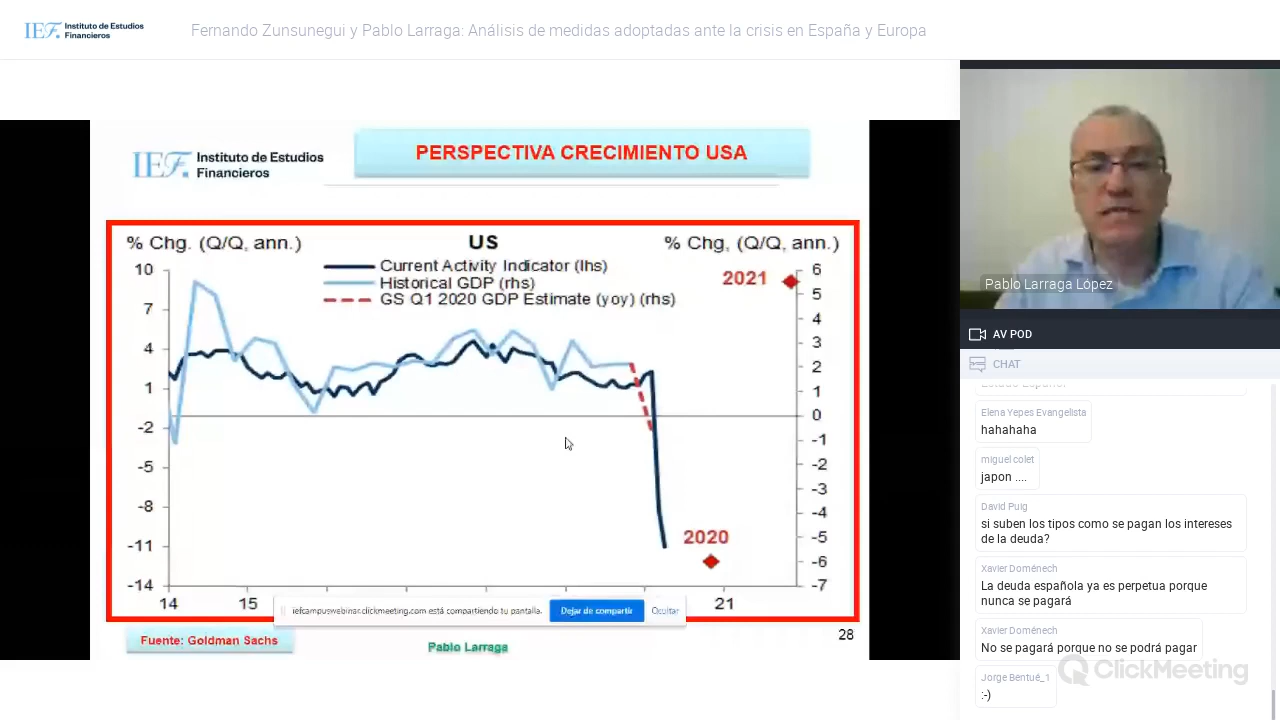 IEF Instituto de Estudios
Financieros
Fernando Zunsunegui y Pablo Larraga: Análisis de medidas adoptadas ante la crisis en España y Europa
IEF Instituto de Estudios
Financieros
PERSPECTIVA CRECIMIENTO USA
% Chg. (Q/Q, ann.)
US
% Chg, (Q/Q, ann.)
Current Activity Indicator (lhs)
Historical GDP (rhs)
GS Q1 2020 GDP Estimate (yoy) (rhs)
10
7
4
1
-2
-5
-8
-11
-14
2021
6
5
4
3
2
1
0
-1
-2
-3
-4
-5
-6
-7
2020
14
15
21
iefcampuswebinar.clickmeeting.com está compartiendo tu pantalla.
Dejar de compartir
Ocultar
28
Fuente: Goldman Sachs
Pablo Larraga
Pablo Larraga López
AV POD
CHAT
Estado Español
Elena Yepes Evangelista
hahahaha
miguel colet
japon ....
David Puig
si suben los tipos como se pagan los intereses
de la deuda?
Xavier Doménech
La deuda española ya es perpetua porque
nunca se pagará
Xavier Doménech
No se pagará porque no se podrá pagar
Jorge Bentué_1
:-)
ClickMeeting